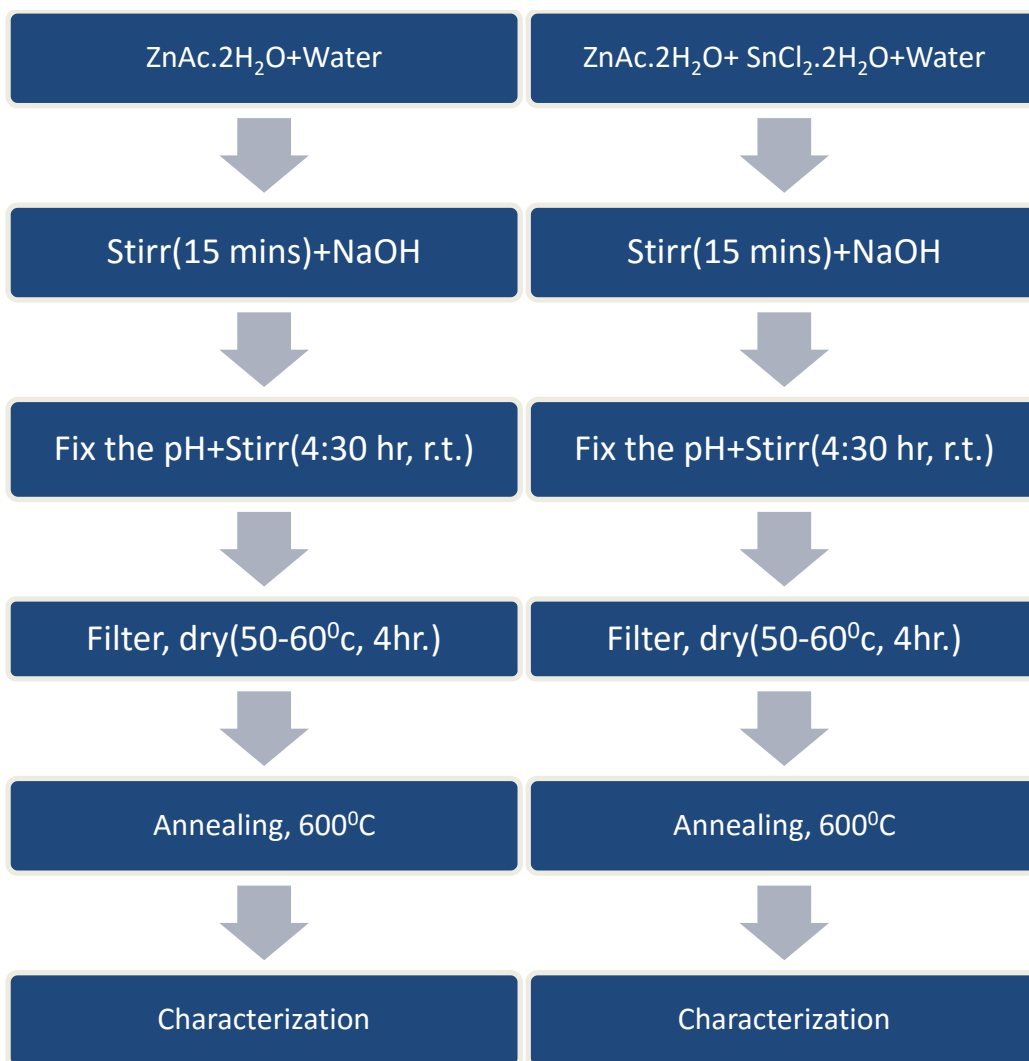 ZnAc.2H₂O+Water
Stirr(15 mins)+NaOH
Fix the pH+Stirr(4:30 hr, r.t.)
Filter, dry(50-60⁰c, 4hr.)
Annealing, 600⁰C
Characterization
ZnAc.2H₂O+ SnCl₂.2H₂O+Water
Stirr(15 mins)+NaOH
Fix the pH+Stirr(4:30 hr, r.t.)
Filter, dry(50-60⁰c, 4hr.)
Annealing, 600⁰C
Characterization